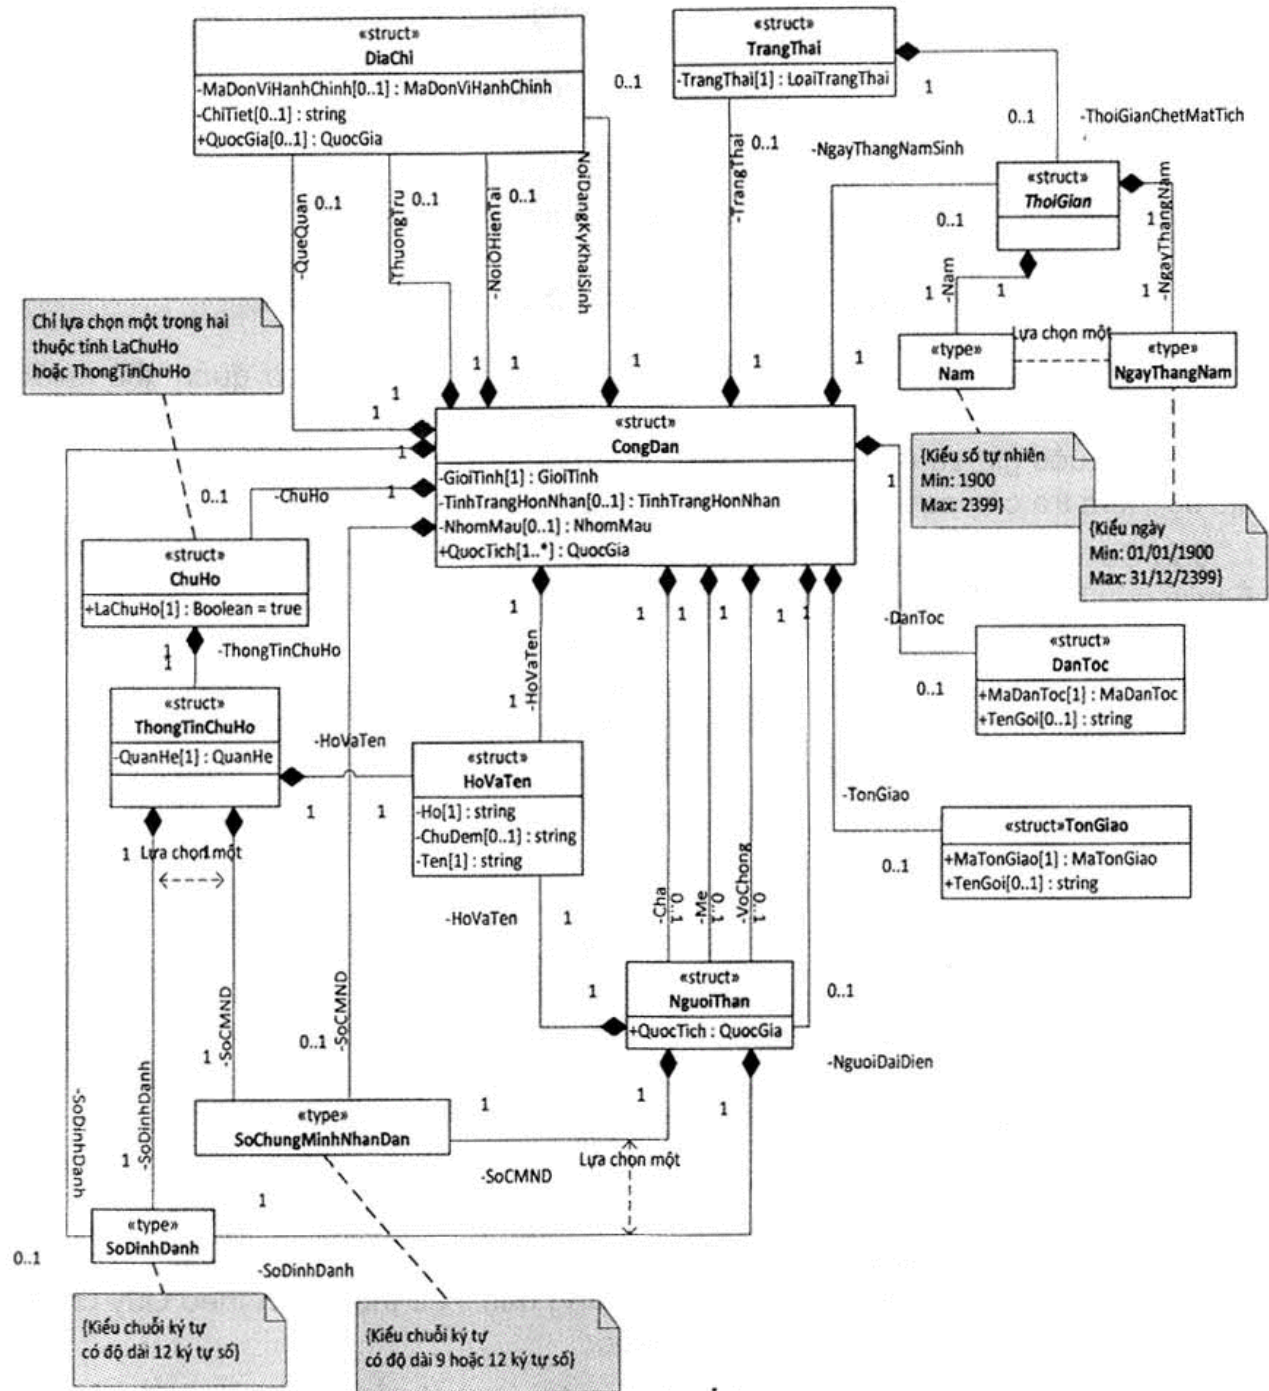 «struct»
DiaChi
-MaDonViHanhChinh[0..1] : MaDonViHanhChinh
-ChiTiet[0..1] : string
+QuocGia[0..1] : QuocGia
«struct»
TrangThai
-TrangThai[1] : LoaiTrangThai
0..1
1
0..1
-ThoiGianChetMatTich
-NgayThangNamSinh
«struct»
ThoiGian
0..1
-QueQuan
0..1
-ThuongTru
0..1
-NoiOHienTai
0..1
NoiDangKyKhaiSinh
-TrangThai
0..1
1
-NgayThangNam
1
1
-Nam
1
Lựa chọn một
«type»
Nam
«type»
NgayThangNam
Chỉ lựa chọn một trong hai
thuộc tính LaChuHo
hoặc ThongTinChuHo
1
1
1
1
1
1
1
1
«struct»
CongDan
-GioiTinh[1] : GioiTinh
-TinhTrangHonNhan[0..1] : TinhTrangHonNhan
-NhomMau[0..1] : NhomMau
+QuocTich[1..*] : QuocGia
{Kiểu số tự nhiên
Min: 1900
Max: 2399}
{Kiểu ngày
Min: 01/01/1900
Max: 31/12/2399}
1
0..1
-ChuHo
1
«struct»
ChuHo
+LaChuHo[1] : Boolean = true
1
1
-ThongTinChuHo
«struct»
ThongTinChuHo
-QuanHe[1] : QuanHe
1
-HoVaTen
1
1
1
1
1
1
1
-DanToc
0..1
«struct»
DanToc
+MaDanToc[1] : MaDanToc
+TenGoi[0..1] : string
-HoVaTen
1
1
«struct»
HoVaTen
-Ho[1] : string
-ChuDem[0..1] : string
-Ten[1] : string
-TonGiao
0..1
«struct»TonGiao
+MaTonGiao[1] : MaTonGiao
+TenGoi[0..1] : string
1
Lựa chọn một
1
-HoVaTen
1
-Cha
0..1
-Me
0..1
-VoChong
0..1
«struct»
NguoiThan
+QuocTich : QuocGia
1
0..1
-NguoiDaiDien
-SoCMND
1
0..1
-SoCMND
-SoDinhDanh
1
-SoDinhDanh
1
1
1
«type»
SoChungMinhNhanDan
-SoCMND
Lựa chọn một
1
«type»
SoDinhDanh
0..1
-SoDinhDanh
{Kiểu chuỗi ký tự
có độ dài 12 ký tự số}
{Kiểu chuỗi ký tự
có độ dài 9 hoặc 12 ký tự số}